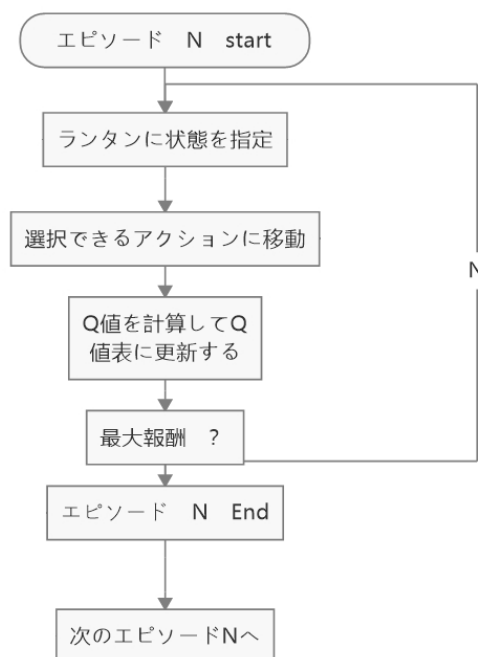 エピソード　N　start
ランタンに状態を指定
選択できるアクションに移動
N
Q値を計算してQ
値表に更新する
最大報酬　？
エピソード　N　End
次のエピソードNへ